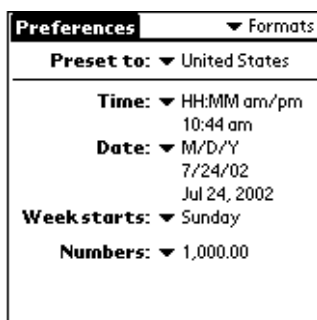 Preferences Formats
Preset to: United States
Time: HH:MM am/pm
10:44 am
Date: M/D/Y
7/24/02
Jul 24, 2002
Week starts: Sunday
Numbers: 1,000.00